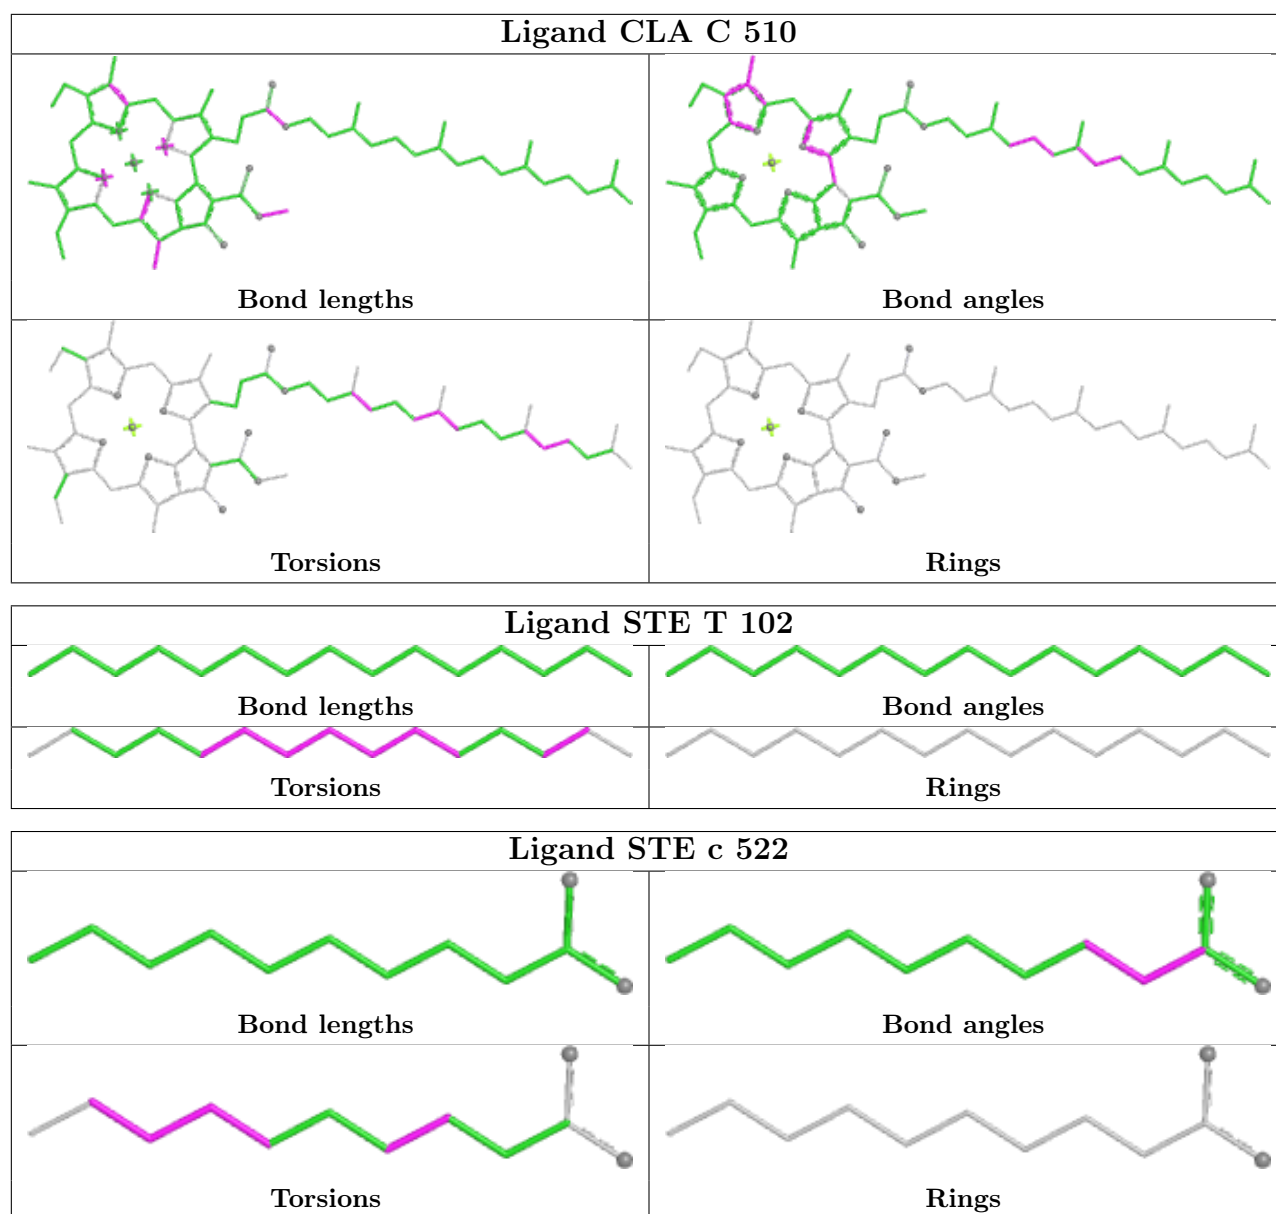 Ligand CLA C 510
Bond lengths
Bond angles
Torsions
Rings
Ligand STE T 102
Bond lengths
Bond angles
Torsions
Rings
Ligand STE c 522
Bond lengths
Bond angles
Torsions
Rings